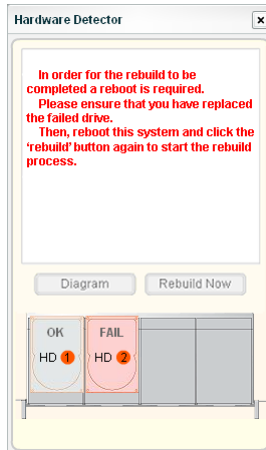 Hardware Detector
In order for the rebuild to be
completed a reboot is required.
Please ensure that you have replaced
the failed drive.
Then, reboot this system and click the
‘rebuild’ button again to start the rebuild
process.
Diagram Rebuild Now
OK FAIL
HD 1 HD 2